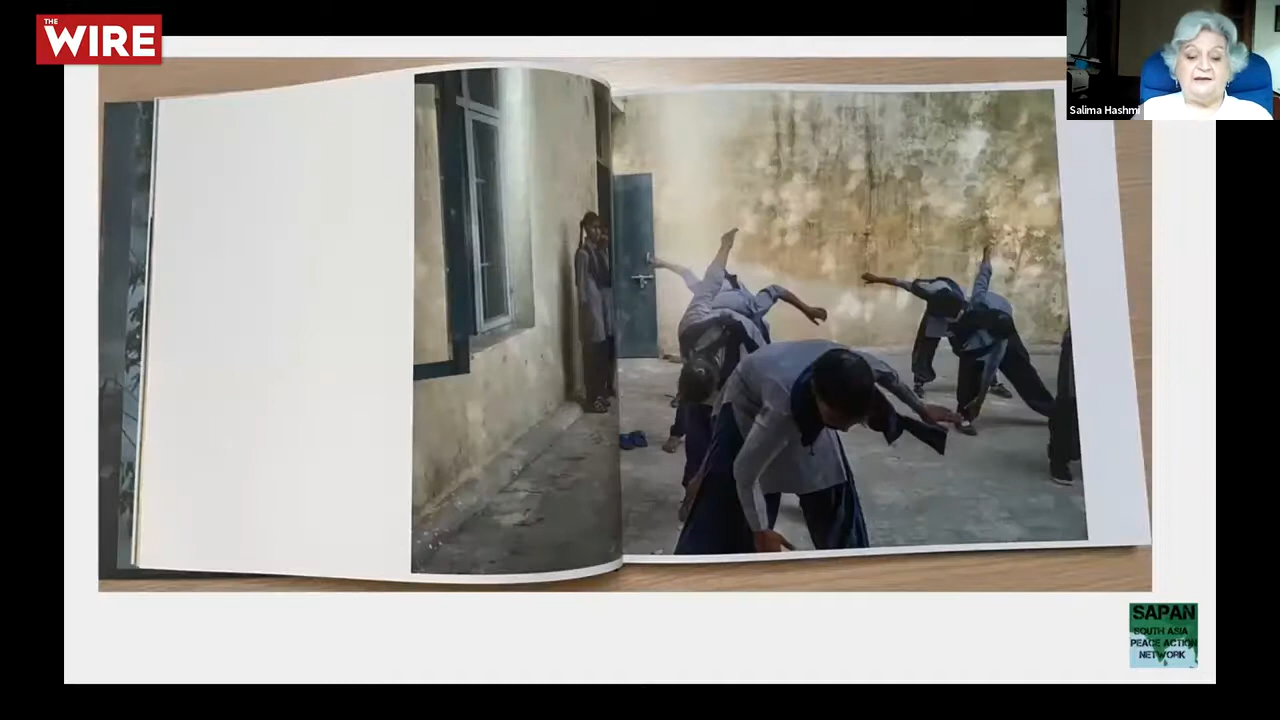 THE
WIRE
Salima Hashmi
SAPAN
SOUTH ASIA
PEACE ACTION
NETWORK